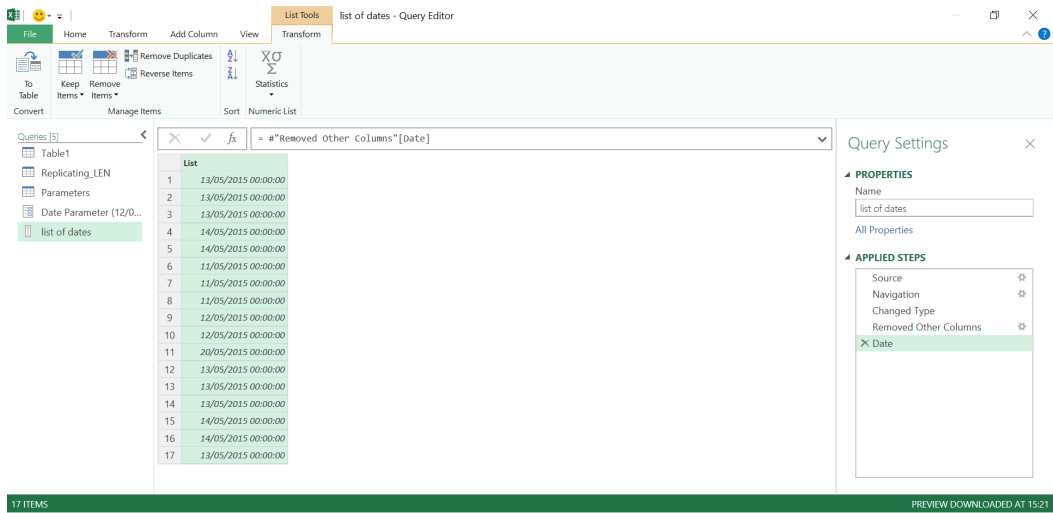 List Tools
list of dates - Query Editor
File Home Transform Add Column View Transform
To Table
Keep Items
Remove Items
Remove Duplicates
Reverse Items
Statistics
Convert Manage Items Sort Numeric List
Queries [5]
Table1
Replicating_LEN
Parameters
Date Parameter (12/0...
list of dates
fx = #"Removed Other Columns"[Date]
List
1 13/05/2015 00:00:00
2 13/05/2015 00:00:00
3 13/05/2015 00:00:00
4 14/05/2015 00:00:00
5 14/05/2015 00:00:00
6 11/05/2015 00:00:00
7 11/05/2015 00:00:00
8 11/05/2015 00:00:00
9 12/05/2015 00:00:00
10 12/05/2015 00:00:00
11 20/05/2015 00:00:00
12 13/05/2015 00:00:00
13 13/05/2015 00:00:00
14 13/05/2015 00:00:00
15 14/05/2015 00:00:00
16 14/05/2015 00:00:00
17 13/05/2015 00:00:00
Query Settings
PROPERTIES
Name
list of dates
All Properties
APPLIED STEPS
Source
Navigation
Changed Type
Removed Other Columns
Date
17 ITEMS
PREVIEW DOWNLOADED AT 15:21